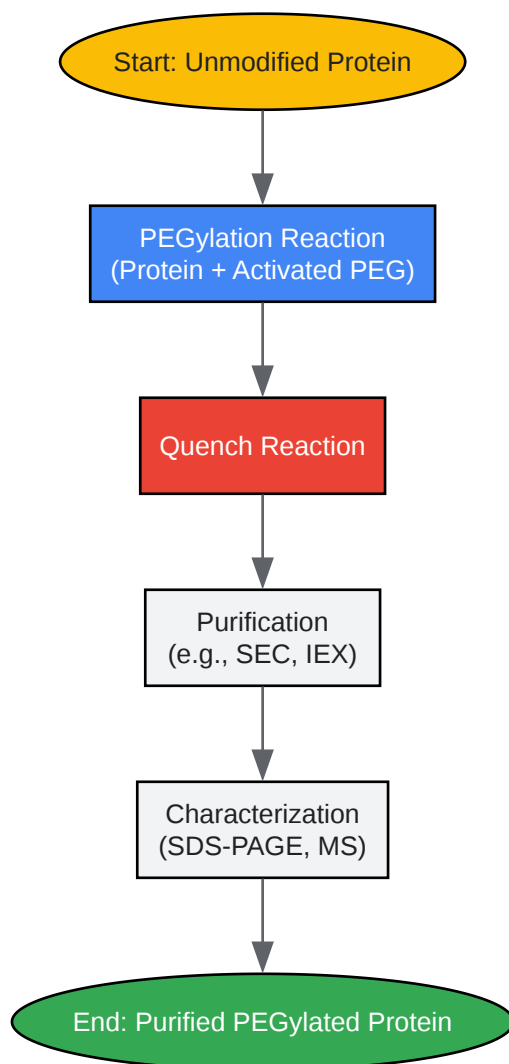 Start: Unmodified Protein
PEGylation Reaction
(Protein + Activated PEG)
Quench Reaction
Purification
(e.g., SEC, IEX)
Characterization
(SDS-PAGE, MS)
End: Purified PEGylated Protein